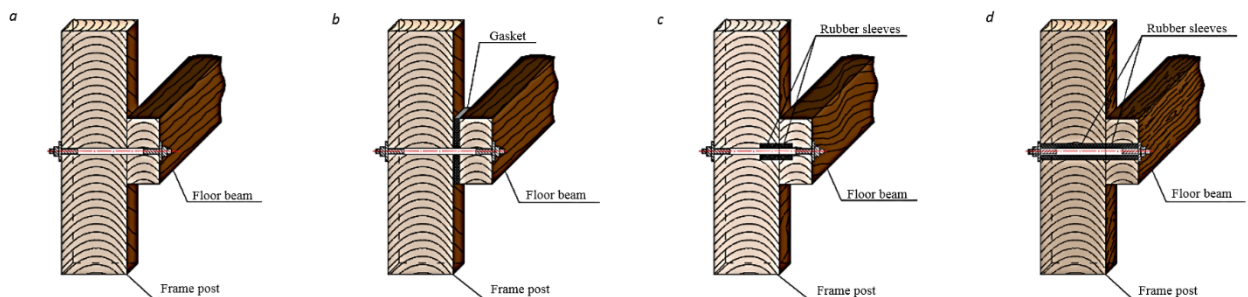 a
Floor beam
Frame post
b
Gasket
Floor beam
Frame post
c
Rubber sleeves
Floor beam
Frame post
d
Rubber sleeves
Floor beam
Frame post